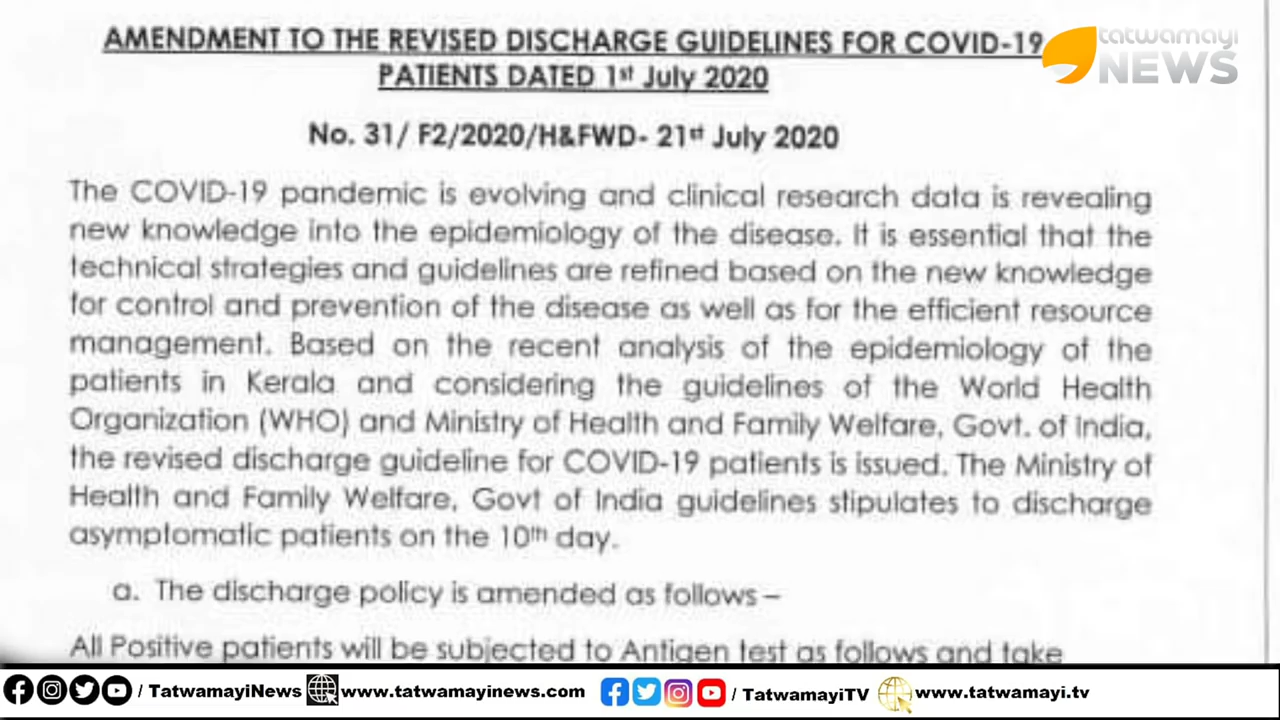 AMENDMENT TO THE REVISED DISCHARGE GUIDELINES FOR COVID-19
PATIENTS DATED 1st July 2020
tatwamayi
NEWS
No. 31/ F2/2020/H&FWD- 21st July 2020
The COVID-19 pandemic is evolving and clinical research data is revealing
new knowledge into the epidemiology of the disease. It is essential that the
technical strategies and guidelines are refined based on the new knowledge
for control and prevention of the disease as well as for the efficient resource
management. Based on the recent analysis of the epidemiology of the
patients in Kerala and considering the guidelines of the World Health
Organization (WHO) and Ministry of Health and Family Welfare, Govt. of India,
the revised discharge guideline for COVID-19 patients is issued. The Ministry of
Health and Family Welfare, Govt of India guidelines stipulates to discharge
asymptomatic patients on the 10th day.
a. The discharge policy is amended as follows –
All Positive patients will be subjected to Antigen test as follows and take
/ TatwamayiNews www.tatwamayinews.com / TatwamayiTV www.tatwamayi.tv